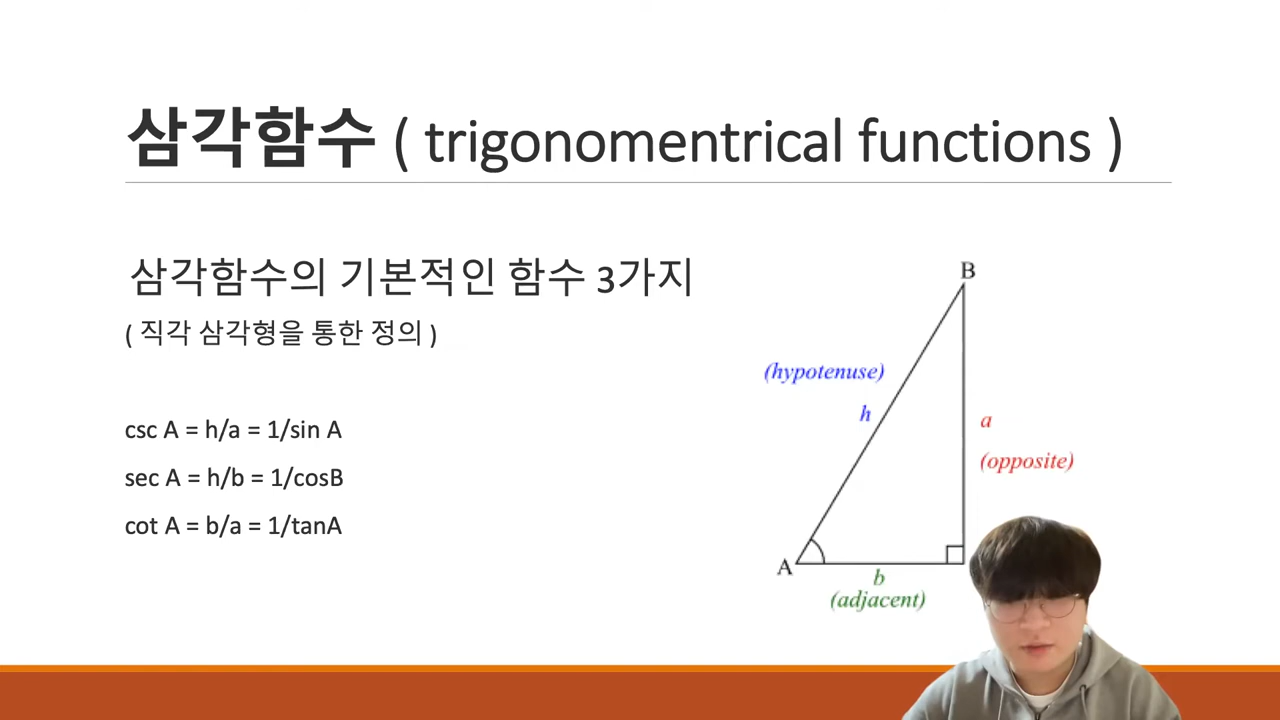 삼각함수 ( trigonomentrical functions )
삼각함수의 기본적인 함수 3가지
( 직각 삼각형을 통한 정의 )
csc A = h/a = 1/sin A
sec A = h/b = 1/cosB
cot A = b/a = 1/tanA
B
(hypotenuse)
h
a
(opposite)
A
b
(adjacent)